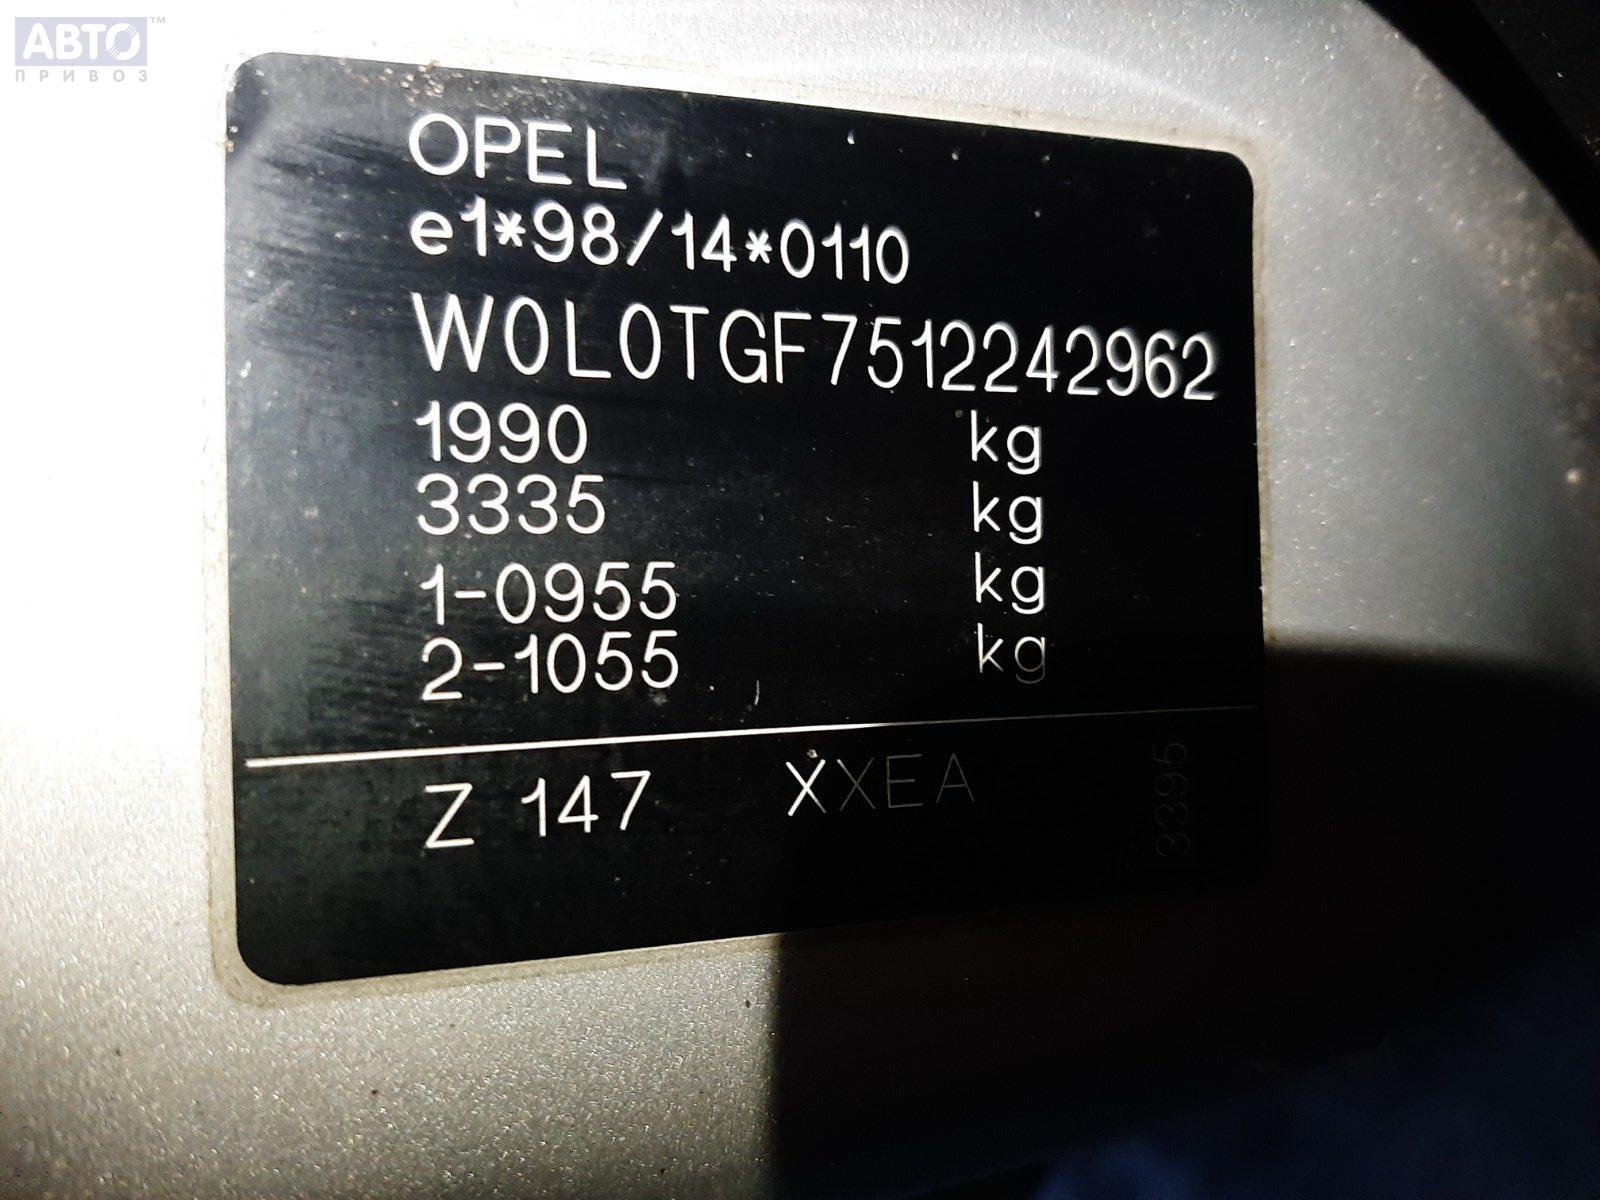 АВТО™
ПРИВОЗ
OPEL
e1*98/14*0110
W0L0TGF7512242962
1990 kg
3335 kg
1-0955 kg
2-1055 kg
Z 147 XXEA
3395